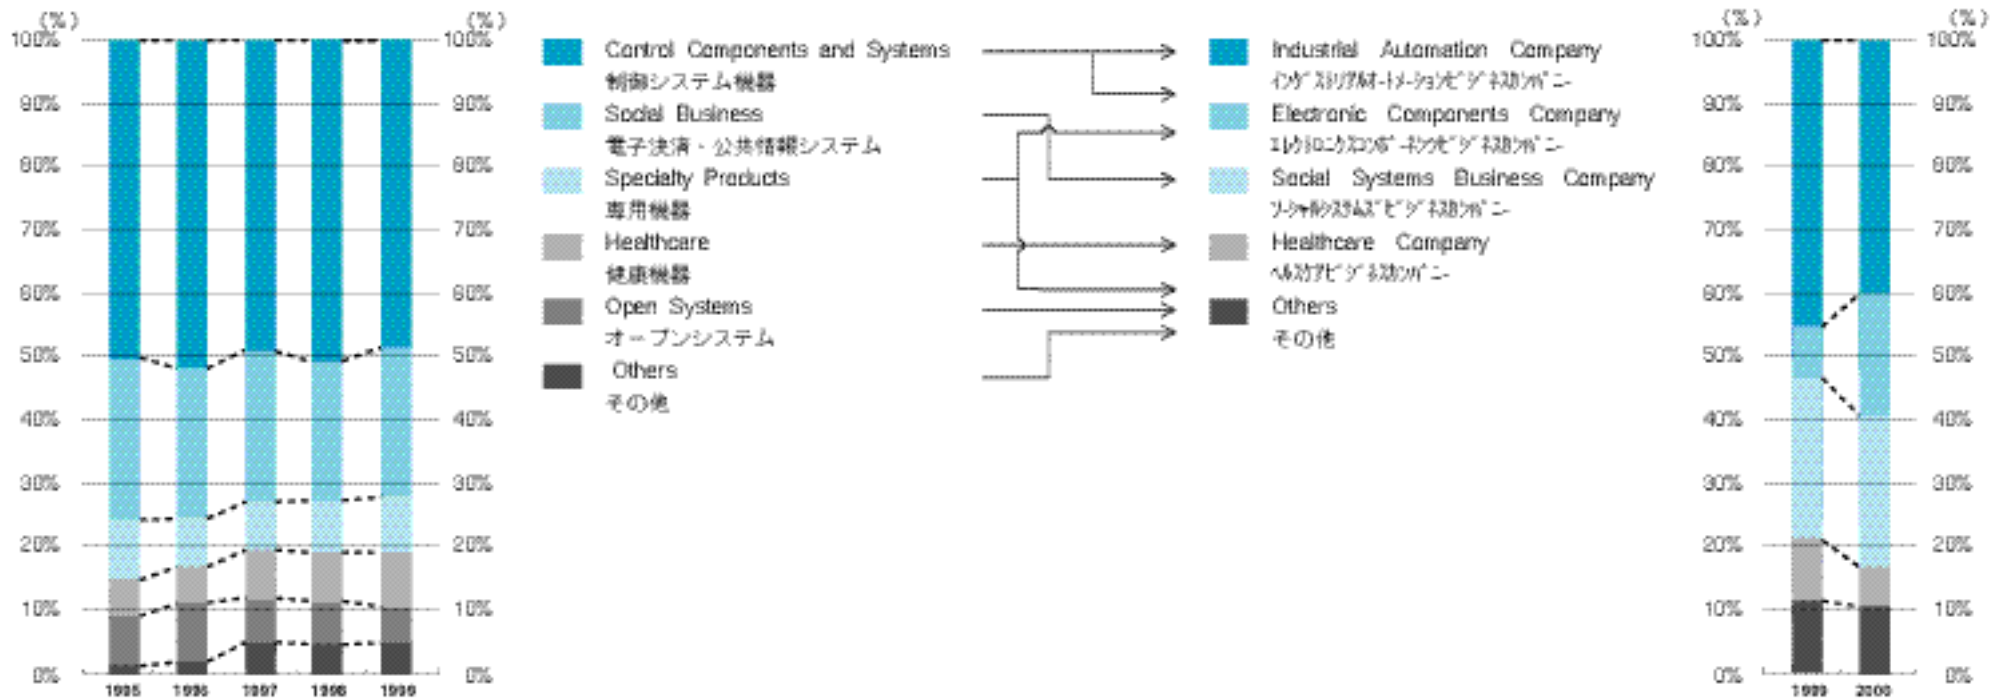 (%)
100%
90%
80%
70%
60%
50%
40%
30%
20%
10%
0%
1995 1996 1997 1998 1999
(%)
100%
90%
80%
70%
60%
50%
40%
30%
20%
10%
0%
Control Components and Systems
制御システム機器
Social Business
電子決済・公共情報システム
Specialty Products
専用機器
Healthcare
健康機器
Open Systems
オープンシステム
Others
その他
Industrial Automation Company
インダストリアルオートメーションビジネスカンパニー
Electronic Components Company
エレクトロニクスコンポーネンツビジネスカンパニー
Social Systems Business Company
ソーシャルシステムズビジネスカンパニー
Healthcare Company
ヘルスケアビジネスカンパニー
Others
その他
(%)
100%
90%
80%
70%
60%
50%
40%
30%
20%
10%
0%
1999 2000
(%)
100%
90%
80%
70%
60%
50%
40%
30%
20%
10%
0%